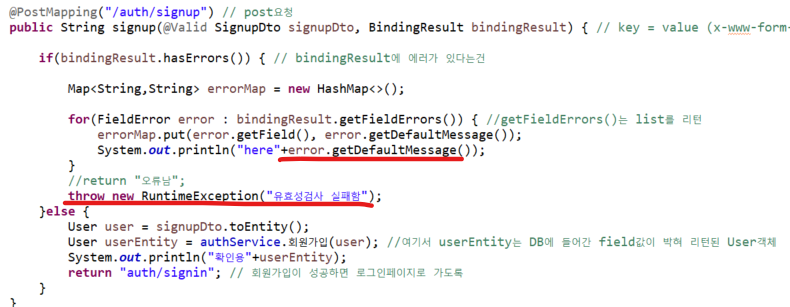 @PostMapping("/auth/signup") // post요청
public String signup(@Valid SignupDto signupDto, BindingResult bindingResult) { // key = value (x-www-form-
if(bindingResult.hasErrors()) { // bindingResult에 에러가 있다는건
Map<String,String> errorMap = new HashMap<>();
for(FieldError error : bindingResult.getFieldErrors()) { //getFieldErrors()는 list를 리턴
errorMap.put(error.getField(), error.getDefaultMessage());
System.out.println("here"+error.getDefaultMessage());
}
//return "오류남";
throw new RuntimeException("유효성검사 실패함");
}else {
User user = signupDto.toEntity();
User userEntity = authService.회원가입(user); //여기서 userEntity는 DB에 들어간 field값이 박혀 리턴된 User객체
System.out.println("확인용"+userEntity);
return "auth/signin"; // 회원가입이 성공하면 로그인페이지로 가도록
}
}